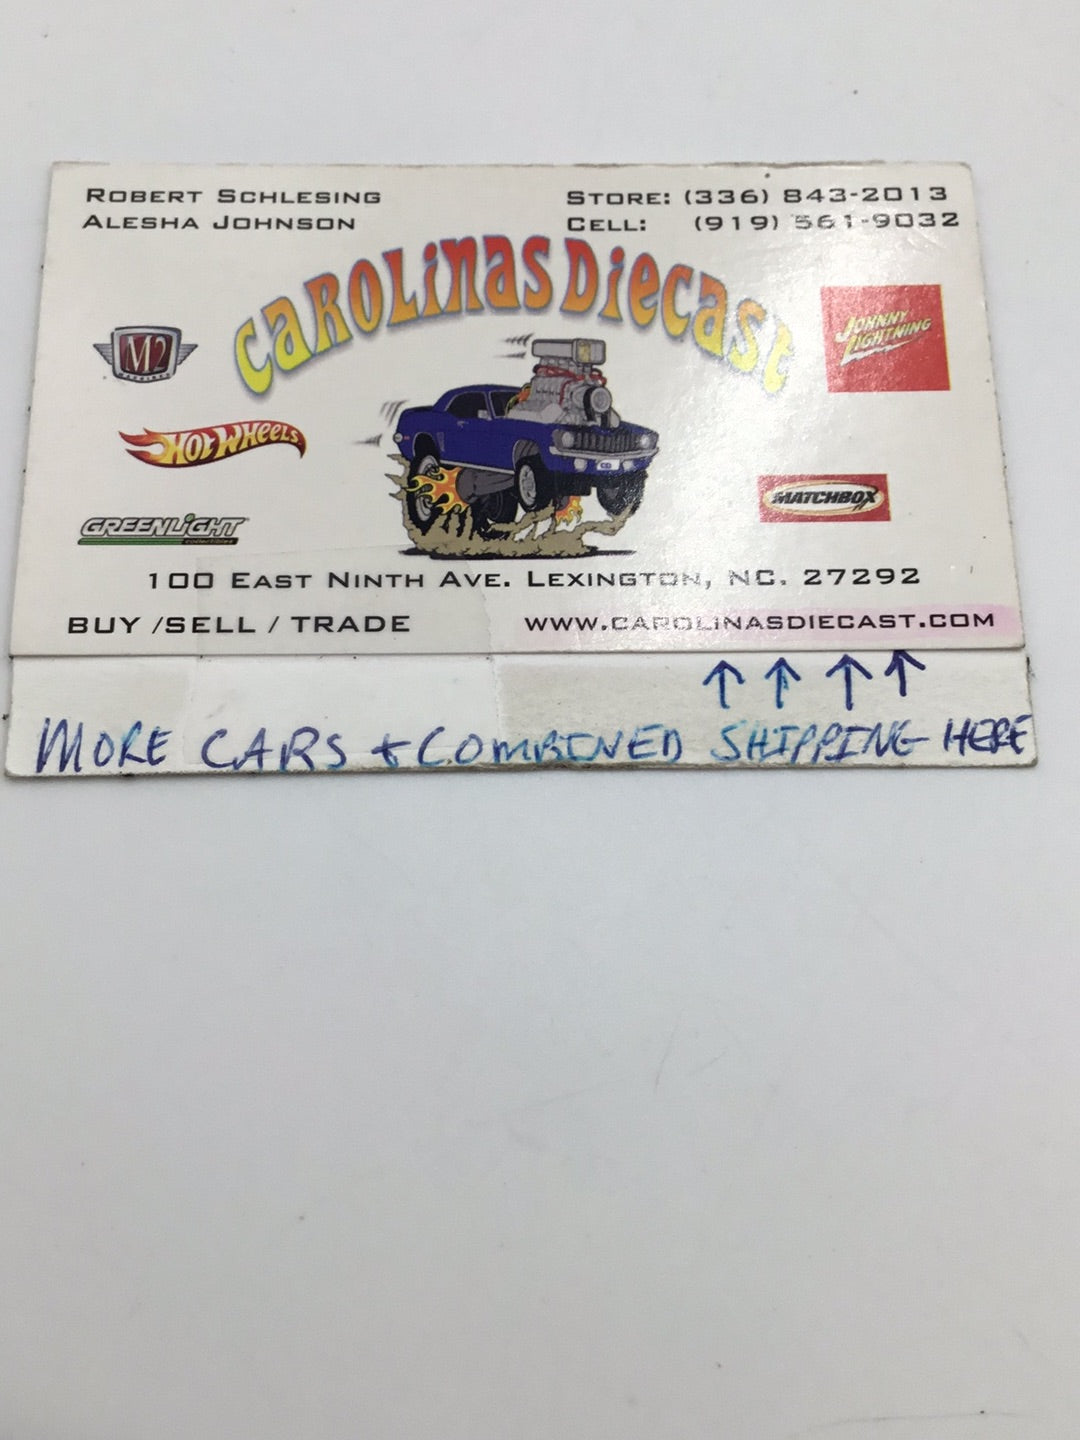 ROBERT SCHLESING
ALESHA JOHNSON
STORE: (336) 843-2013
CELL: (919) 561-9032
CAROLiNas Diecast
M2
MACHINES
HOT WHeeLS
GREENLiGHT
collectibles
JOHNNY
LIGHTNING
MATCHBOX
100 EAST NINTH AVE. LEXINGTON, NC. 27292
BUY /SELL / TRADE
WWW.CAROLINASDIECAST.COM
↑ ↑ ↑ ↑
MORE CARS + COMBINED SHIPPING HERE